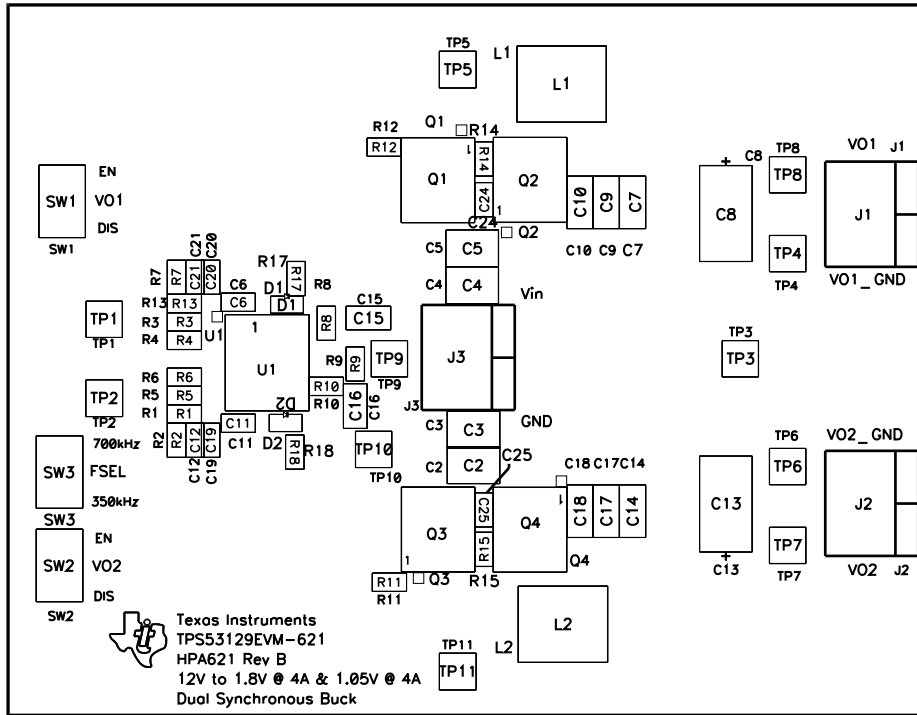 TP5
TP5
L1
L1
Q1
R14
R12
R12
1
Q1
R14
C24
Q2
1
C24
Q2
C10
C9
C7
C10 C9 C7
C8
C8
+
TP8
TP8
VO1
J1
J1
TP4
TP4
VO1_GND
EN
SW1
VO1
DIS
SW1
C21
C20
R7
R7
C21
C20
C6
C6
R17
R17
D1
D1
R8
R8
C15
C15
R13
R13
R3
R3
R4
R4
U1
1
U1
TP1
TP1
C5
C5
C4
C4
Vin
J3
J3
TP3
TP3
R9
R9
TP9
TP9
R10
R10
C16
C16
TP2
TP2
R6
R6
R5
R5
R1
R1
R2
R2
C12
C19
C12
C19
C11
C11
D2
D2
R18
R18
TP10
TP10
GND
C3
C3
C2
C2
C25
700kHz
SW3
FSEL
350kHz
SW3
C18 C17 C14
C18
C17
C14
Q3
1
Q3
C25
R15
R15
Q4
1
Q4
R11
R11
C13
+
C13
TP6
TP6
VO2_GND
J2
TP7
TP7
VO2
J2
EN
SW2
VO2
DIS
SW2
L2
L2
TP11
TP11
Texas Instruments
TPS53129EVM-621
HPA621 Rev B
12V to 1.8V @ 4A & 1.05V @ 4A
Dual Synchronous Buck